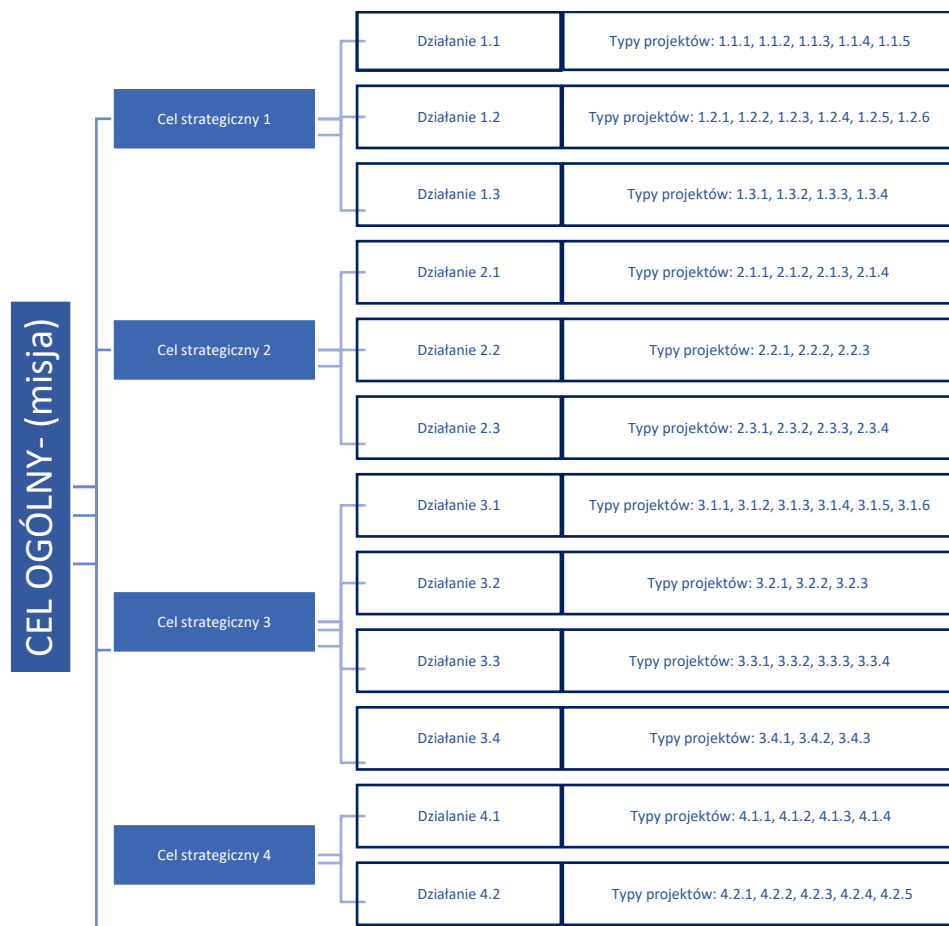 CEL OGÓLNY- (misja)
Cel strategiczny 1
Działanie 1.1
Typy projektów: 1.1.1, 1.1.2, 1.1.3, 1.1.4, 1.1.5
Działanie 1.2
Typy projektów: 1.2.1, 1.2.2, 1.2.3, 1.2.4, 1.2.5, 1.2.6
Działanie 1.3
Typy projektów: 1.3.1, 1.3.2, 1.3.3, 1.3.4
Cel strategiczny 2
Działanie 2.1
Typy projektów: 2.1.1, 2.1.2, 2.1.3, 2.1.4
Działanie 2.2
Typy projektów: 2.2.1, 2.2.2, 2.2.3
Działanie 2.3
Typy projektów: 2.3.1, 2.3.2, 2.3.3, 2.3.4
Cel strategiczny 3
Działanie 3.1
Typy projektów: 3.1.1, 3.1.2, 3.1.3, 3.1.4, 3.1.5, 3.1.6
Działanie 3.2
Typy projektów: 3.2.1, 3.2.2, 3.2.3
Działanie 3.3
Typy projektów: 3.3.1, 3.3.2, 3.3.3, 3.3.4
Działanie 3.4
Typy projektów: 3.4.1, 3.4.2, 3.4.3
Cel strategiczny 4
Dzialanie 4.1
Typy projektów: 4.1.1, 4.1.2, 4.1.3, 4.1.4
Działanie 4.2
Typy projektów: 4.2.1, 4.2.2, 4.2.3, 4.2.4, 4.2.5